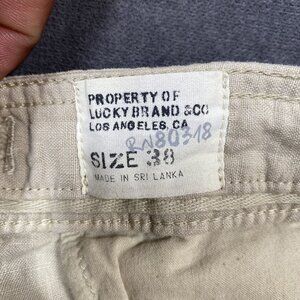 PROPERTY OF
LUCKY BRAND & CO
LOS ANGELES, CA
RN80318
SIZE 38
MADE IN SRI LANKA